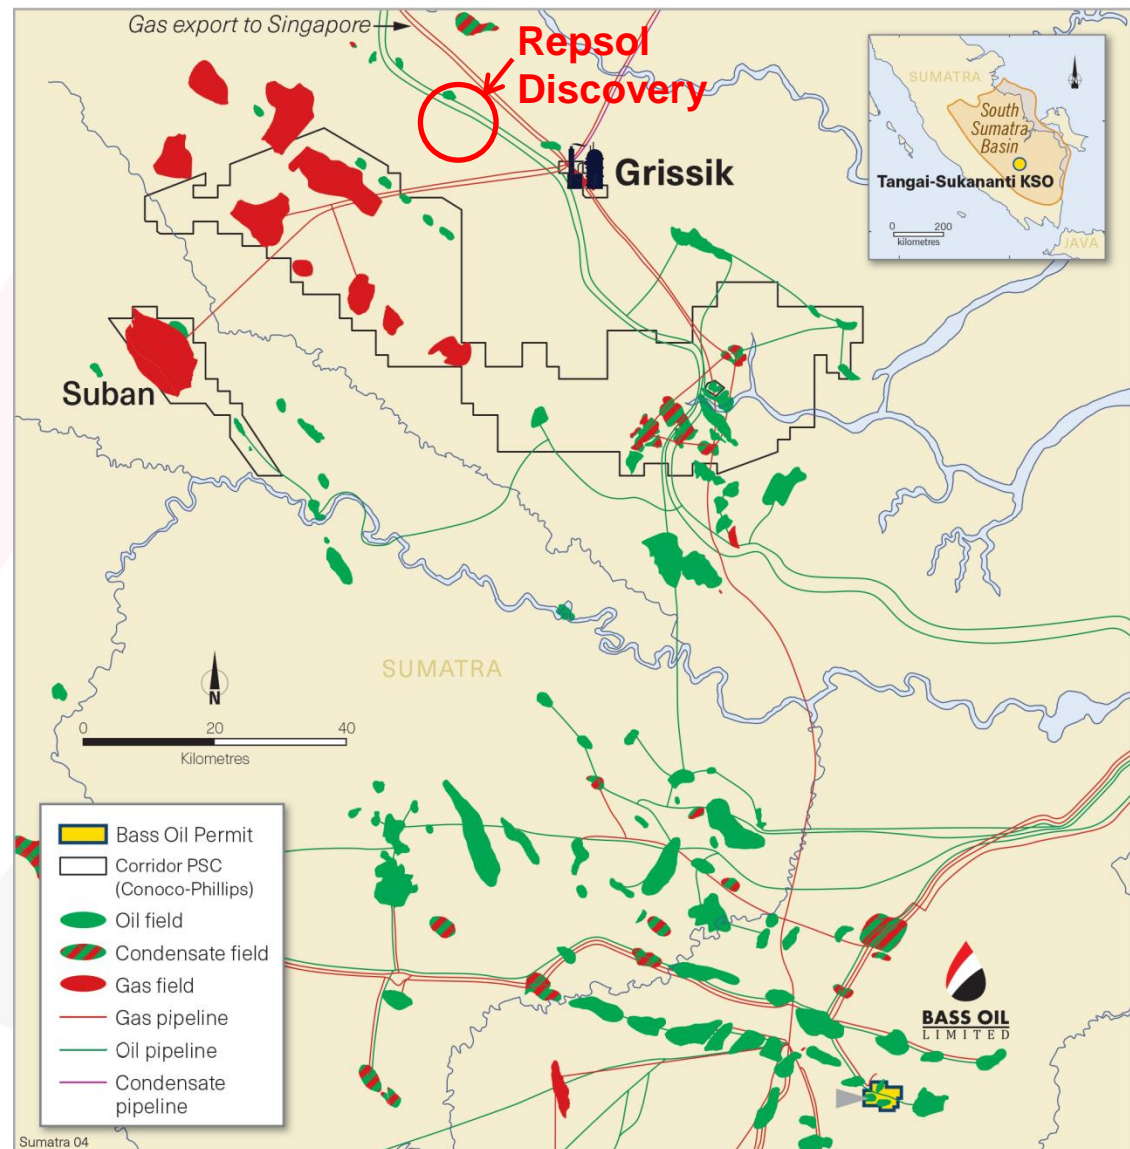 Gas export to Singapore
Repsol
Discovery
Grissik
SUMATRA
N
South
Sumatra
Basin
Tangai-Sukananti KSO
0 200
kilometres
JAVA
Suban
SUMATRA
N
0 20 40
Kilometres
Bass Oil Permit
Corridor PSC
(Conoco-Phillips)
Oil field
Condensate field
Gas field
Gas pipeline
Oil pipeline
Condensate
pipeline
BASS OIL
LIMITED
Sumatra 04